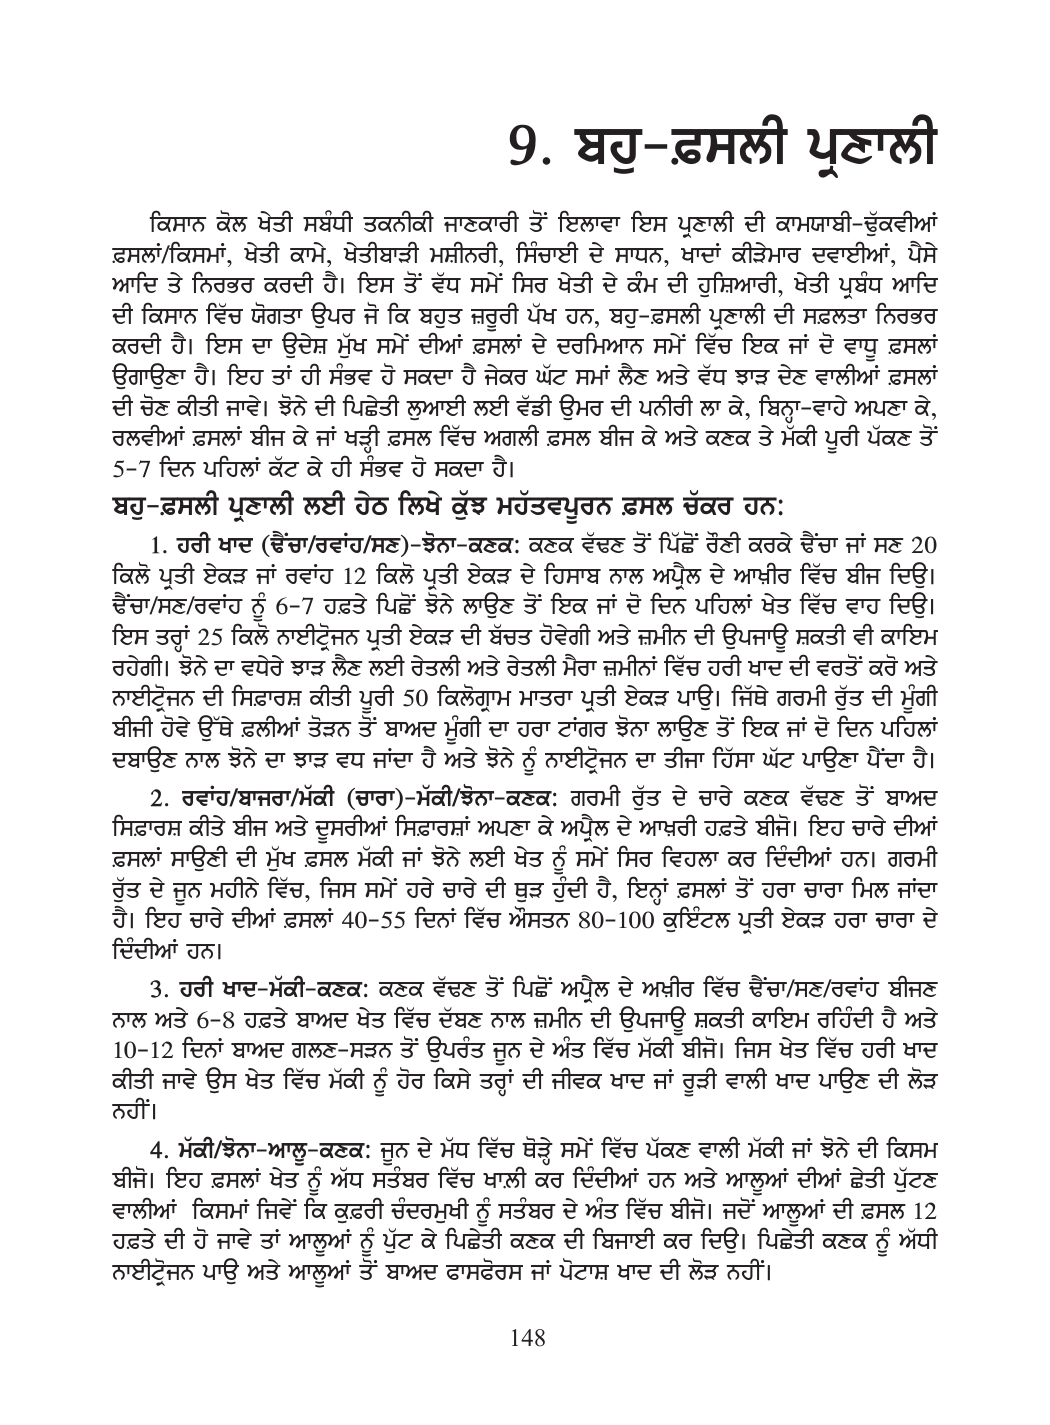 9. ਬਹੁ-ਫ਼ਸਲੀ ਪ੍ਰਣਾਲੀ
ਕਿਸਾਨ ਕੋਲ ਖੇਤੀ ਸਬੰਧੀ ਤਕਨੀਕੀ ਜਾਣਕਾਰੀ ਤੋਂ ਇਲਾਵਾ ਇਸ ਪ੍ਰਣਾਲੀ ਦੀ ਕਾਮਯਾਬੀ-ਢੁੱਕਵੀਆਂ
ਫ਼ਸਲਾਂ/ਕਿਸਮਾਂ, ਖੇਤੀ ਕਾਮੇ, ਖੇਤੀਬਾੜੀ ਮਸ਼ੀਨਰੀ, ਸਿੰਚਾਈ ਦੇ ਸਾਧਨ, ਖਾਦਾਂ ਕੀੜੇਮਾਰ ਦਵਾਈਆਂ, ਪੈਸੇ
ਆਦਿ ਤੇ ਨਿਰਭਰ ਕਰਦੀ ਹੈ। ਇਸ ਤੋਂ ਵੱਧ ਸਮੇਂ ਸਿਰ ਖੇਤੀ ਦੇ ਕੰਮ ਦੀ ਹੁਸ਼ਿਆਰੀ, ਖੇਤੀ ਪ੍ਰਬੰਧ ਆਦਿ
ਦੀ ਕਿਸਾਨ ਵਿੱਚ ਯੋਗਤਾ ਉਪਰ ਜੋ ਕਿ ਬਹੁਤ ਜ਼ਰੂਰੀ ਪੱਖ ਹਨ, ਬਹੁ-ਫ਼ਸਲੀ ਪ੍ਰਣਾਲੀ ਦੀ ਸਫ਼ਲਤਾ ਨਿਰਭਰ
ਕਰਦੀ ਹੈ। ਇਸ ਦਾ ਉਦੇਸ਼ ਮੁੱਖ ਸਮੇਂ ਦੀਆਂ ਫ਼ਸਲਾਂ ਦੇ ਦਰਮਿਆਨ ਸਮੇਂ ਵਿੱਚ ਇਕ ਜਾਂ ਦੋ ਵਾਧੂ ਫ਼ਸਲਾਂ
ਉਗਾਉਣਾ ਹੈ। ਇਹ ਤਾਂ ਹੀ ਸੰਭਵ ਹੋ ਸਕਦਾ ਹੈ ਜੇਕਰ ਘੱਟ ਸਮਾਂ ਲੈਣ ਅਤੇ ਵੱਧ ਝਾੜ ਦੇਣ ਵਾਲੀਆਂ ਫ਼ਸਲਾਂ
ਦੀ ਚੋਣ ਕੀਤੀ ਜਾਵੇ। ਝੋਨੇ ਦੀ ਪਿਛੇਤੀ ਲੁਆਈ ਲਈ ਵੱਡੀ ਉਮਰ ਦੀ ਪਨੀਰੀ ਲਾ ਕੇ, ਬਿਨ੍ਹਾ-ਵਾਹੇ ਅਪਣਾ ਕੇ,
ਰਲਵੀਆਂ ਫ਼ਸਲਾਂ ਬੀਜ ਕੇ ਜਾਂ ਖੜ੍ਹੀ ਫ਼ਸਲ ਵਿੱਚ ਅਗਲੀ ਫ਼ਸਲ ਬੀਜ ਕੇ ਅਤੇ ਕਣਕ ਤੇ ਮੱਕੀ ਪੂਰੀ ਪੱਕਣ ਤੋਂ
5-7 ਦਿਨ ਪਹਿਲਾਂ ਕੱਟ ਕੇ ਹੀ ਸੰਭਵ ਹੋ ਸਕਦਾ ਹੈ।
ਬਹੁ-ਫ਼ਸਲੀ ਪ੍ਰਣਾਲੀ ਲਈ ਹੇਠ ਲਿਖੇ ਕੁੱਝ ਮਹੱਤਵਪੂਰਨ ਫ਼ਸਲ ਚੱਕਰ ਹਨ:
1. ਹਰੀ ਖਾਦ (ਢੈਂਚਾ/ਰਵਾਂਹ/ਸਣ)-ਝੋਨਾ-ਕਣਕ: ਕਣਕ ਵੱਢਣ ਤੋਂ ਪਿੱਛੋਂ ਰੌਣੀ ਕਰਕੇ ਢੈਂਚਾ ਜਾਂ ਸਣ 20
ਕਿਲੋ ਪ੍ਰਤੀ ਏਕੜ ਜਾਂ ਰਵਾਂਹ 12 ਕਿਲੋ ਪ੍ਰਤੀ ਏਕੜ ਦੇ ਹਿਸਾਬ ਨਾਲ ਅਪ੍ਰੈਲ ਦੇ ਆਖ਼ੀਰ ਵਿੱਚ ਬੀਜ ਦਿਉ।
ਢੈਂਚਾ/ਸਣ/ਰਵਾਂਹ ਨੂੰ 6-7 ਹਫ਼ਤੇ ਪਿਛੋਂ ਝੋਨੇ ਲਾਉਣ ਤੋਂ ਇਕ ਜਾਂ ਦੋ ਦਿਨ ਪਹਿਲਾਂ ਖੇਤ ਵਿੱਚ ਵਾਹ ਦਿਉ।
ਇਸ ਤਰ੍ਹਾਂ 25 ਕਿਲੋ ਨਾਈਟ੍ਰੋਜਨ ਪ੍ਰਤੀ ਏਕੜ ਦੀ ਬੱਚਤ ਹੋਵੇਗੀ ਅਤੇ ਜ਼ਮੀਨ ਦੀ ਉਪਜਾਊ ਸ਼ਕਤੀ ਵੀ ਕਾਇਮ
ਰਹੇਗੀ। ਝੋਨੇ ਦਾ ਵਧੇਰੇ ਝਾੜ ਲੈਣ ਲਈ ਰੇਤਲੀ ਅਤੇ ਰੇਤਲੀ ਮੈਰਾ ਜ਼ਮੀਨਾਂ ਵਿੱਚ ਹਰੀ ਖਾਦ ਦੀ ਵਰਤੋਂ ਕਰੋ ਅਤੇ
ਨਾਈਟ੍ਰੋਜਨ ਦੀ ਸਿਫ਼ਾਰਸ਼ ਕੀਤੀ ਪੂਰੀ 50 ਕਿਲੋਗ੍ਰਾਮ ਮਾਤਰਾ ਪ੍ਰਤੀ ਏਕੜ ਪਾਉ। ਜਿੱਥੇ ਗਰਮੀ ਰੁੱਤ ਦੀ ਮੂੰਗੀ
ਬੀਜੀ ਹੋਵੇ ਉੱਥੇ ਫ਼ਲੀਆਂ ਤੋੜਨ ਤੋਂ ਬਾਅਦ ਮੂੰਗੀ ਦਾ ਹਰਾ ਟਾਂਗਰ ਝੋਨਾ ਲਾਉਣ ਤੋਂ ਇਕ ਜਾਂ ਦੋ ਦਿਨ ਪਹਿਲਾਂ
ਦਬਾਉਣ ਨਾਲ ਝੋਨੇ ਦਾ ਝਾੜ ਵਧ ਜਾਂਦਾ ਹੈ ਅਤੇ ਝੋਨੇ ਨੂੰ ਨਾਈਟ੍ਰੋਜਨ ਦਾ ਤੀਜਾ ਹਿੱਸਾ ਘੱਟ ਪਾਉਣਾ ਪੈਂਦਾ ਹੈ।
2. ਰਵਾਂਹ/ਬਾਜਰਾ/ਮੱਕੀ (ਚਾਰਾ)-ਮੱਕੀ/ਝੋਨਾ-ਕਣਕ: ਗਰਮੀ ਰੁੱਤ ਦੇ ਚਾਰੇ ਕਣਕ ਵੱਢਣ ਤੋਂ ਬਾਅਦ
ਸਿਫ਼ਾਰਸ਼ ਕੀਤੇ ਬੀਜ ਅਤੇ ਦੂਸਰੀਆਂ ਸਿਫ਼ਾਰਸ਼ਾਂ ਅਪਣਾ ਕੇ ਅਪ੍ਰੈਲ ਦੇ ਆਖ਼ਰੀ ਹਫ਼ਤੇ ਬੀਜੋ। ਇਹ ਚਾਰੇ ਦੀਆਂ
ਫ਼ਸਲਾਂ ਸਾਉਣੀ ਦੀ ਮੁੱਖ ਫ਼ਸਲ ਮੱਕੀ ਜਾਂ ਝੋਨੇ ਲਈ ਖੇਤ ਨੂੰ ਸਮੇਂ ਸਿਰ ਵਿਹਲਾ ਕਰ ਦਿੰਦੀਆਂ ਹਨ। ਗਰਮੀ
ਰੁੱਤ ਦੇ ਜੂਨ ਮਹੀਨੇ ਵਿੱਚ, ਜਿਸ ਸਮੇਂ ਹਰੇ ਚਾਰੇ ਦੀ ਥੁੜ ਹੁੰਦੀ ਹੈ, ਇਨ੍ਹਾਂ ਫ਼ਸਲਾਂ ਤੋਂ ਹਰਾ ਚਾਰਾ ਮਿਲ ਜਾਂਦਾ
ਹੈ। ਇਹ ਚਾਰੇ ਦੀਆਂ ਫ਼ਸਲਾਂ 40-55 ਦਿਨਾਂ ਵਿੱਚ ਔਸਤਨ 80-100 ਕੁਇੰਟਲ ਪ੍ਰਤੀ ਏਕੜ ਹਰਾ ਚਾਰਾ ਦੇ
ਦਿੰਦੀਆਂ ਹਨ।
3. ਹਰੀ ਖਾਦ-ਮੱਕੀ-ਕਣਕ: ਕਣਕ ਵੱਢਣ ਤੋਂ ਪਿਛੋਂ ਅਪ੍ਰੈਲ ਦੇ ਅਖ਼ੀਰ ਵਿੱਚ ਢੈਂਚਾ/ਸਣ/ਰਵਾਂਹ ਬੀਜਣ
ਨਾਲ ਅਤੇ 6-8 ਹਫ਼ਤੇ ਬਾਅਦ ਖੇਤ ਵਿੱਚ ਦੱਬਣ ਨਾਲ ਜ਼ਮੀਨ ਦੀ ਉਪਜਾਊ ਸ਼ਕਤੀ ਕਾਇਮ ਰਹਿੰਦੀ ਹੈ ਅਤੇ
10-12 ਦਿਨਾਂ ਬਾਅਦ ਗਲਣ-ਸੜਨ ਤੋਂ ਉਪਰੰਤ ਜੂਨ ਦੇ ਅੰਤ ਵਿੱਚ ਮੱਕੀ ਬੀਜੋ। ਜਿਸ ਖੇਤ ਵਿੱਚ ਹਰੀ ਖਾਦ
ਕੀਤੀ ਜਾਵੇ ਉਸ ਖੇਤ ਵਿੱਚ ਮੱਕੀ ਨੂੰ ਹੋਰ ਕਿਸੇ ਤਰ੍ਹਾਂ ਦੀ ਜੀਵਕ ਖਾਦ ਜਾਂ ਰੂੜੀ ਵਾਲੀ ਖਾਦ ਪਾਉਣ ਦੀ ਲੋੜ
ਨਹੀਂ।
4. ਮੱਕੀ/ਝੋਨਾ-ਆਲੂ-ਕਣਕ: ਜੂਨ ਦੇ ਮੱਧ ਵਿੱਚ ਥੋੜ੍ਹੇ ਸਮੇਂ ਵਿੱਚ ਪੱਕਣ ਵਾਲੀ ਮੱਕੀ ਜਾਂ ਝੋਨੇ ਦੀ ਕਿਸਮ
ਬੀਜੋ। ਇਹ ਫ਼ਸਲਾਂ ਖੇਤ ਨੂੰ ਅੱਧ ਸਤੰਬਰ ਵਿੱਚ ਖਾਲ਼ੀ ਕਰ ਦਿੰਦੀਆਂ ਹਨ ਅਤੇ ਆਲੂਆਂ ਦੀਆਂ ਛੇਤੀ ਪੁੱਟਣ
ਵਾਲੀਆਂ ਕਿਸਮਾਂ ਜਿਵੇਂ ਕਿ ਕੁਫ਼ਰੀ ਚੰਦਰਮੁਖੀ ਨੂੰ ਸਤੰਬਰ ਦੇ ਅੰਤ ਵਿੱਚ ਬੀਜੋ। ਜਦੋਂ ਆਲੂਆਂ ਦੀ ਫ਼ਸਲ 12
ਹਫ਼ਤੇ ਦੀ ਹੋ ਜਾਵੇ ਤਾਂ ਆਲੂਆਂ ਨੂੰ ਪੁੱਟ ਕੇ ਪਿਛੇਤੀ ਕਣਕ ਦੀ ਬਿਜਾਈ ਕਰ ਦਿਉ। ਪਿਛੇਤੀ ਕਣਕ ਨੂੰ ਅੱਧੀ
ਨਾਈਟ੍ਰੋਜਨ ਪਾਉ ਅਤੇ ਆਲੂਆਂ ਤੋਂ ਬਾਅਦ ਫਾਸਫੋਰਸ ਜਾਂ ਪੋਟਾਸ਼ ਖਾਦ ਦੀ ਲੋੜ ਨਹੀਂ।
148